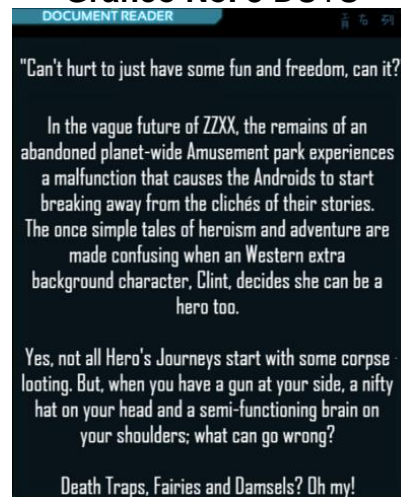 DOCUMENT READER
"Can't hurt to just have some fun and freedom, can it?
In the vague future of ZZXX, the remains of an
abandoned planet-wide Amusement park experiences
a malfunction that causes the Androids to start
breaking away from the clichés of their stories.
The once simple tales of heroism and adventure are
made confusing when an Western extra
background character, Clint, decides she can be a
hero too.
Yes, not all Hero's Journeys start with some corpse
looting. But, when you have a gun at your side, a nifty
hat on your head and a semi-functioning brain on
your shoulders; what can go wrong?
Death Traps, Fairies and Damsels? Oh my!